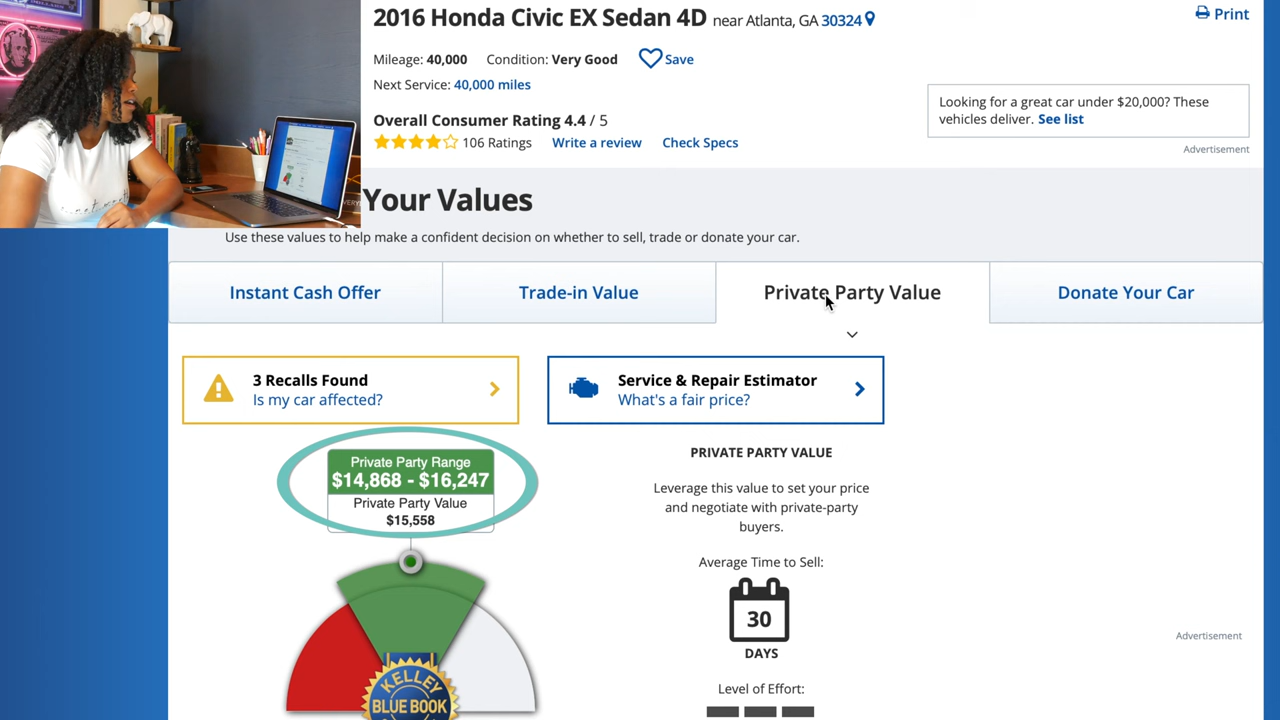 2016 Honda Civic EX Sedan 4D near Atlanta, GA 30324
Print
Mileage: 40,000 Condition: Very Good Save
Next Service: 40,000 miles
Looking for a great car under $20,000? These
vehicles deliver. See list
Advertisement
Overall Consumer Rating 4.4 / 5
106 Ratings Write a review Check Specs
Your Values
Use these values to help make a confident decision on whether to sell, trade or donate your car.
Instant Cash Offer
Trade-in Value
Private Party Value
Donate Your Car
3 Recalls Found
Is my car affected?
Service & Repair Estimator
What's a fair price?
Private Party Range
$14,868 - $16,247
Private Party Value
$15,558
KELLEY
BLUE BOOK
PRIVATE PARTY VALUE
Leverage this value to set your price
and negotiate with private-party
buyers.
Average Time to Sell:
30
DAYS
Level of Effort:
Advertisement